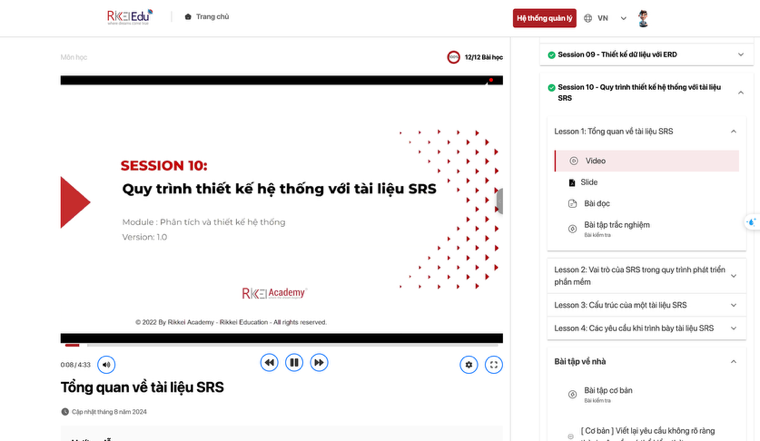 Rikkei Edu
Trang chủ
Hệ thống quản lý
VN
Môn học
12/12 Bài học
SESSION 10:
Quy trình thiết kế hệ thống với tài liệu SRS
Module : Phân tích và thiết kế hệ thống
Version: 1.0
Rikkei Academy
© 2022 By Rikkei Academy - Rikkei Education - All rights reserved.
0:08 / 4:33
Tổng quan về tài liệu SRS
Cập nhật tháng 8 năm 2024
Session 09 - Thiết kế dữ liệu với ERD
Session 10 - Quy trình thiết kế hệ thống với tài liệu
SRS
Lesson 1: Tổng quan về tài liệu SRS
Video
Slide
Bài đọc
Bài tập trắc nghiệm
Bài kiểm tra
Lesson 2: Vai trò của SRS trong quy trình phát triển
phần mềm
Lesson 3: Cấu trúc của một tài liệu SRS
Lesson 4: Các yêu cầu khi trình bày tài liệu SRS
Bài tập về nhà
Bài tập cơ bản
Bài kiểm tra
[ Cơ bản ] Viết lại yêu cầu không rõ ràng